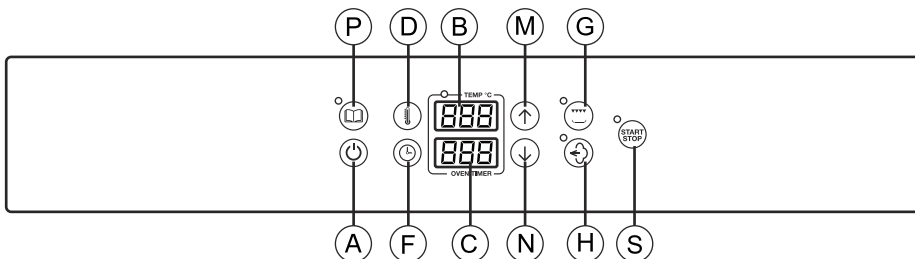 P D B M G
TEMP °C
888
START
STOP
888
OVEN TIMER
A F C N H S